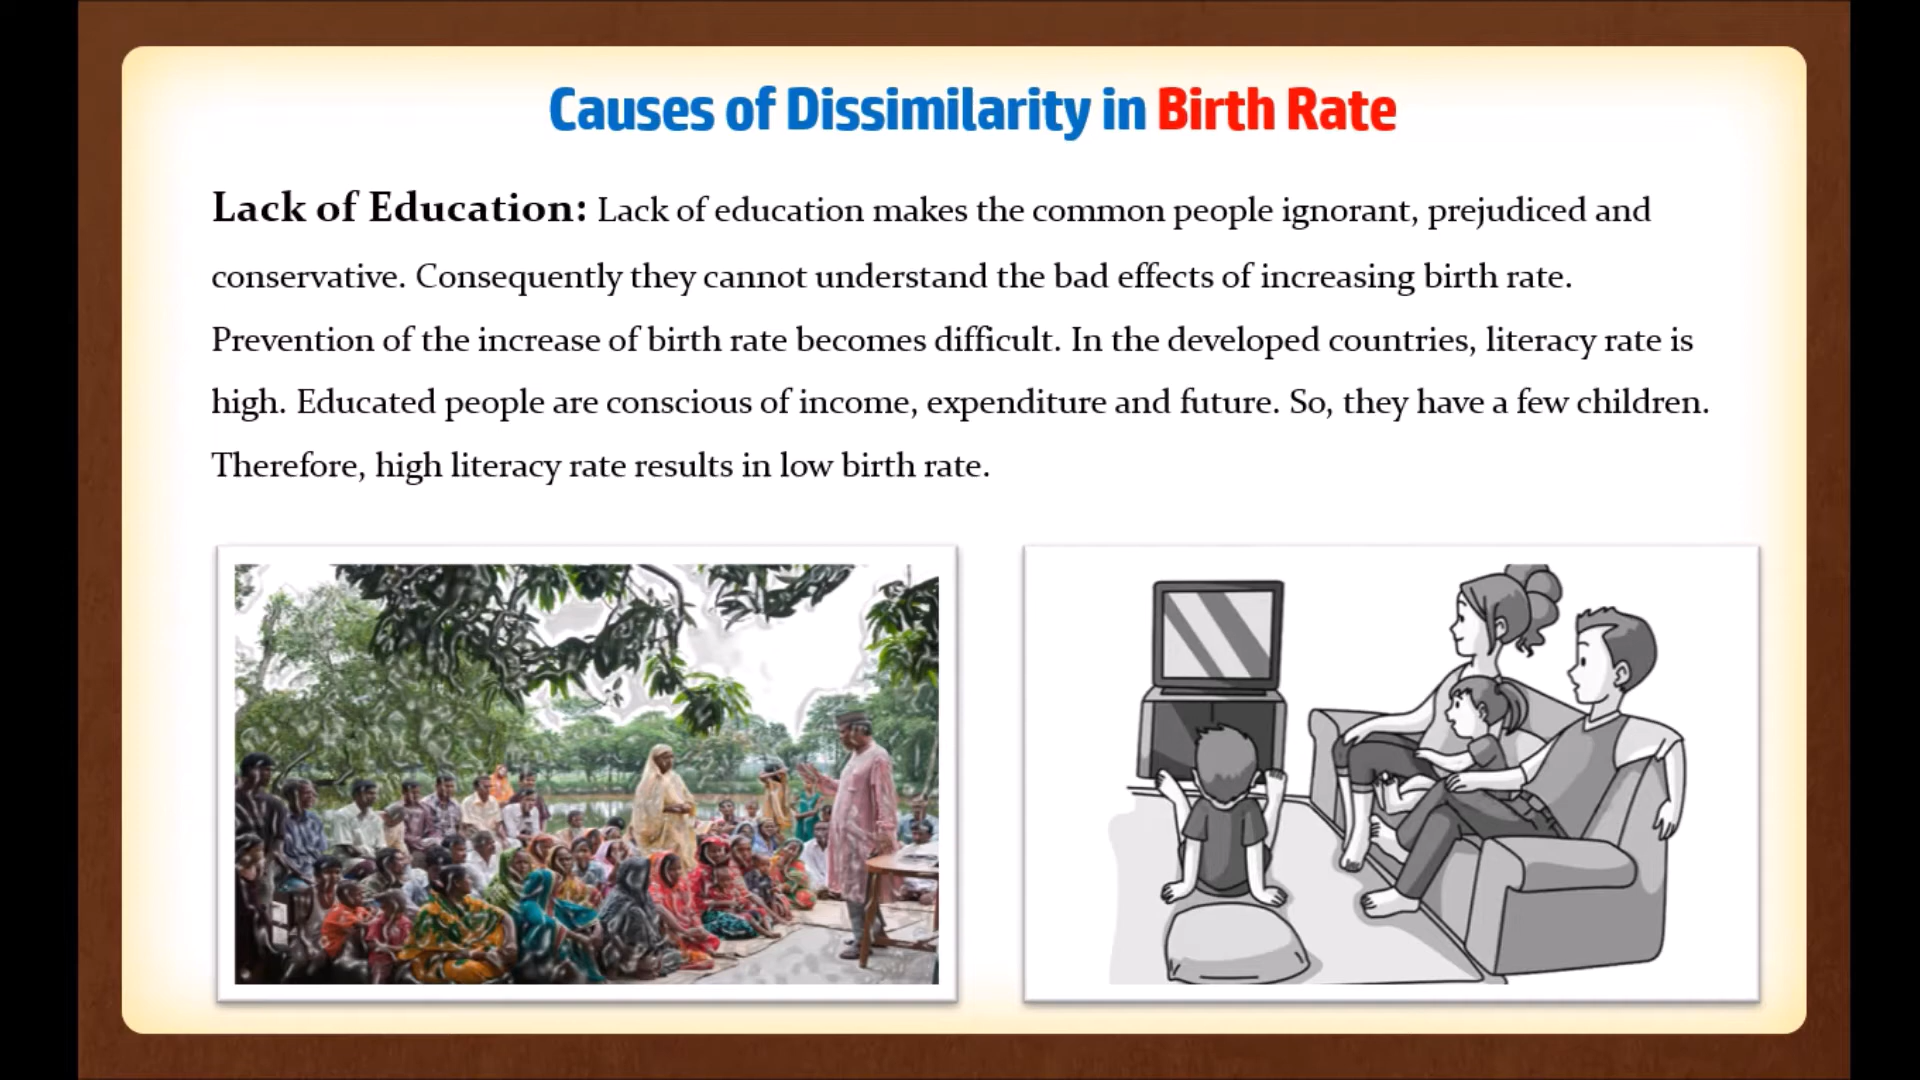 Causes of Dissimilarity in Birth Rate
Lack of Education: Lack of education makes the common people ignorant, prejudiced and
conservative. Consequently they cannot understand the bad effects of increasing birth rate.
Prevention of the increase of birth rate becomes difficult. In the developed countries, literacy rate is
high. Educated people are conscious of income, expenditure and future. So, they have a few children.
Therefore, high literacy rate results in low birth rate.